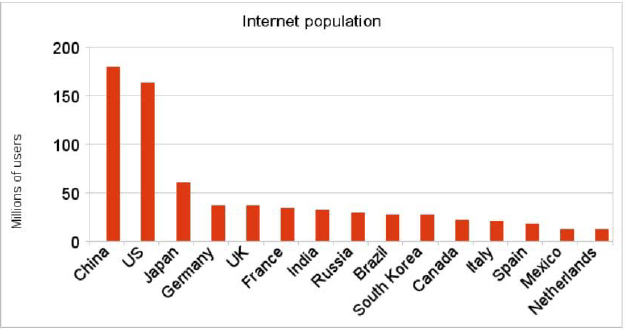 Internet population
Millions of users
200
150
100
50
0
China
US
Japan
Germany
UK
France
India
Russia
Brazil
South Korea
Canada
Italy
Spain
Mexico
Netherlands